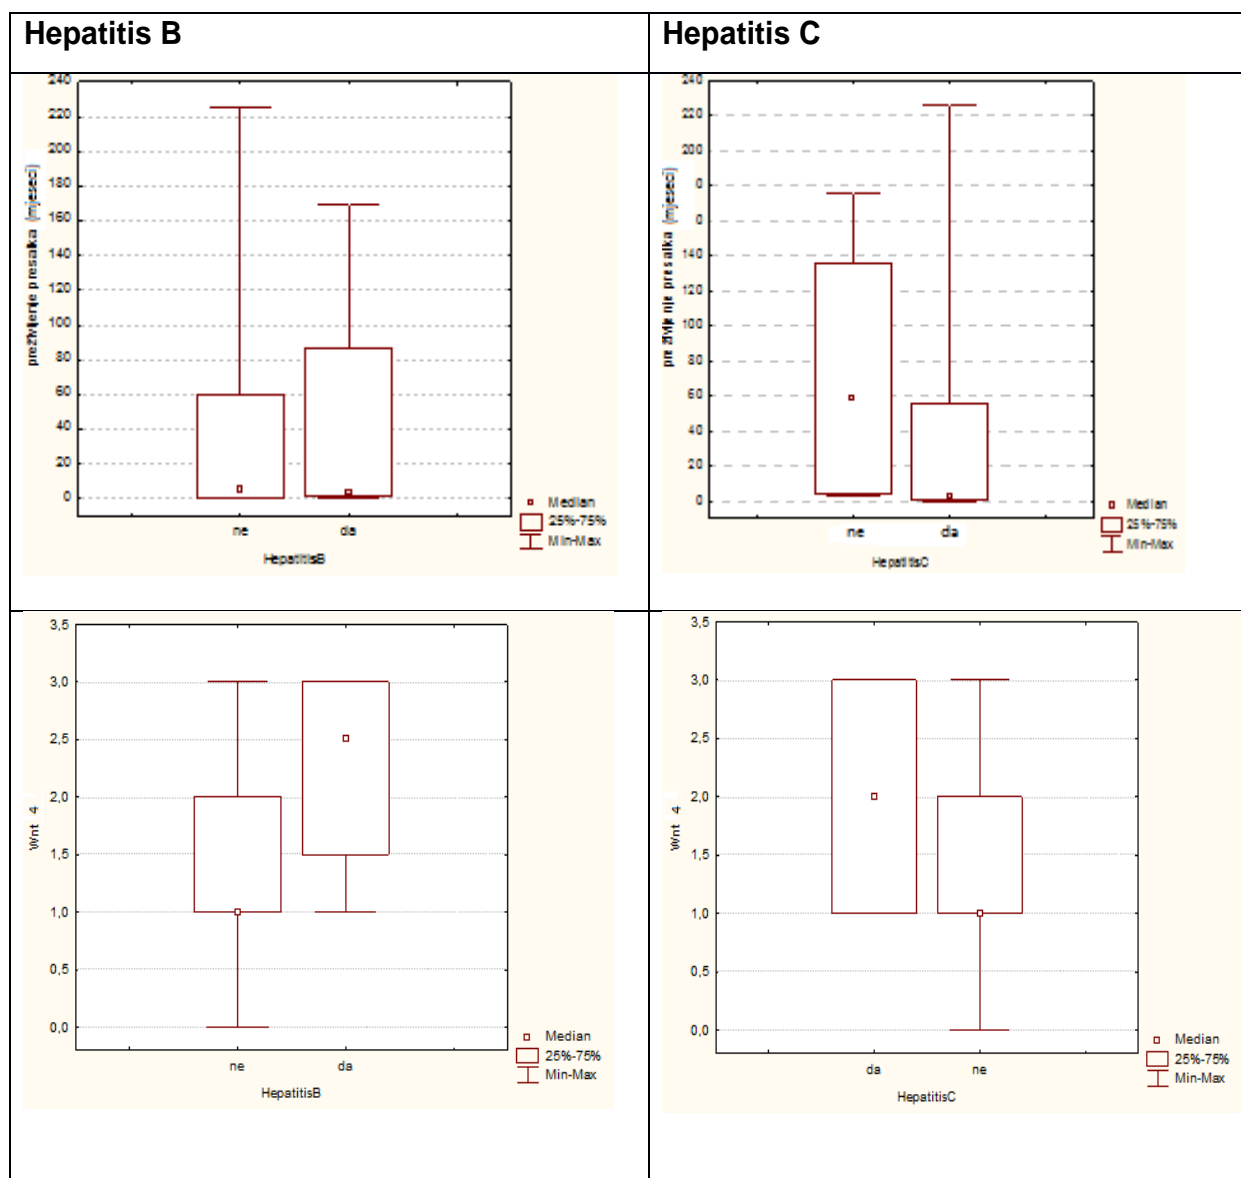 Hepatitis B
Hepatitis C
240
220
200
180
160
140
120
100
80
60
40
20
0
preživljenje presatka (mjeseci)
ne da
HepatitisB
Median
25%-75%
Min-Max
240
220
200
0
0
140
120
100
80
60
40
20
0
preživljenje presatka (mjeseci)
ne da
HepatitisC
Median
25%-75%
Min-Max
3,5
3,0
2,5
2,0
1,5
1,0
0,5
0,0
Wnt 4
ne da
HepatitisB
Median
25%-75%
Min-Max
3,5
3,0
2,5
2,0
1,5
1,0
0,5
0,0
Wnt 4
da ne
HepatitisC
Median
25%-75%
Min-Max